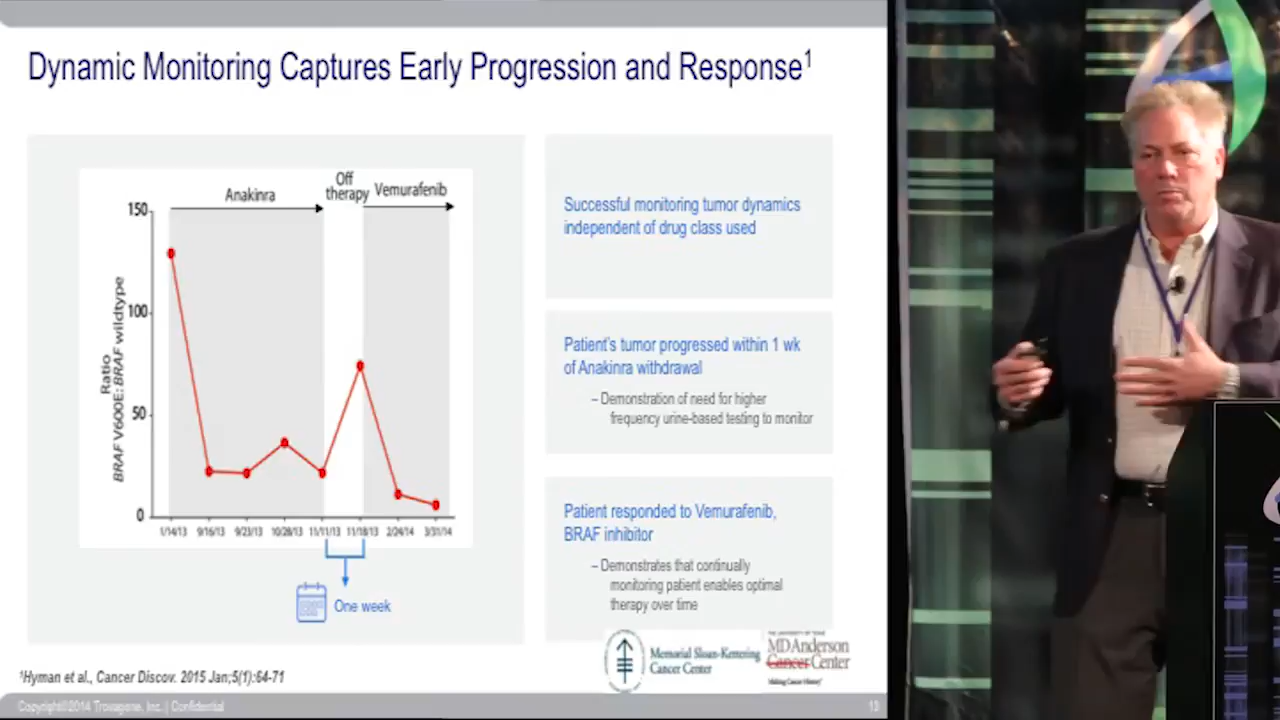 Dynamic Monitoring Captures Early Progression and Response1
Anakinra
Off
therapy
Vemurafenib
150
100
50
0
Ratio
BRAF V600E: BRAF wildtype
1/14/13 9/16/13 9/23/13 10/28/13 11/11/13 11/18/13 2/24/14 3/31/14
One week
Successful monitoring tumor dynamics
independent of drug class used
Patient's tumor progressed within 1 wk
of Anakinra withdrawal
– Demonstration of need for higher
frequency urine-based testing to monitor
Patient responded to Vemurafenib,
BRAF inhibitor
– Demonstrates that continually
monitoring patient enables optimal
therapy over time
Memorial Sloan-Kettering
Cancer Center
MD Anderson
Cancer Center
Making Cancer History
1Hyman et al., Cancer Discov. 2015 Jan;5(1):64-71
Copyright©2014 Trovagene, Inc. | Confidential
13